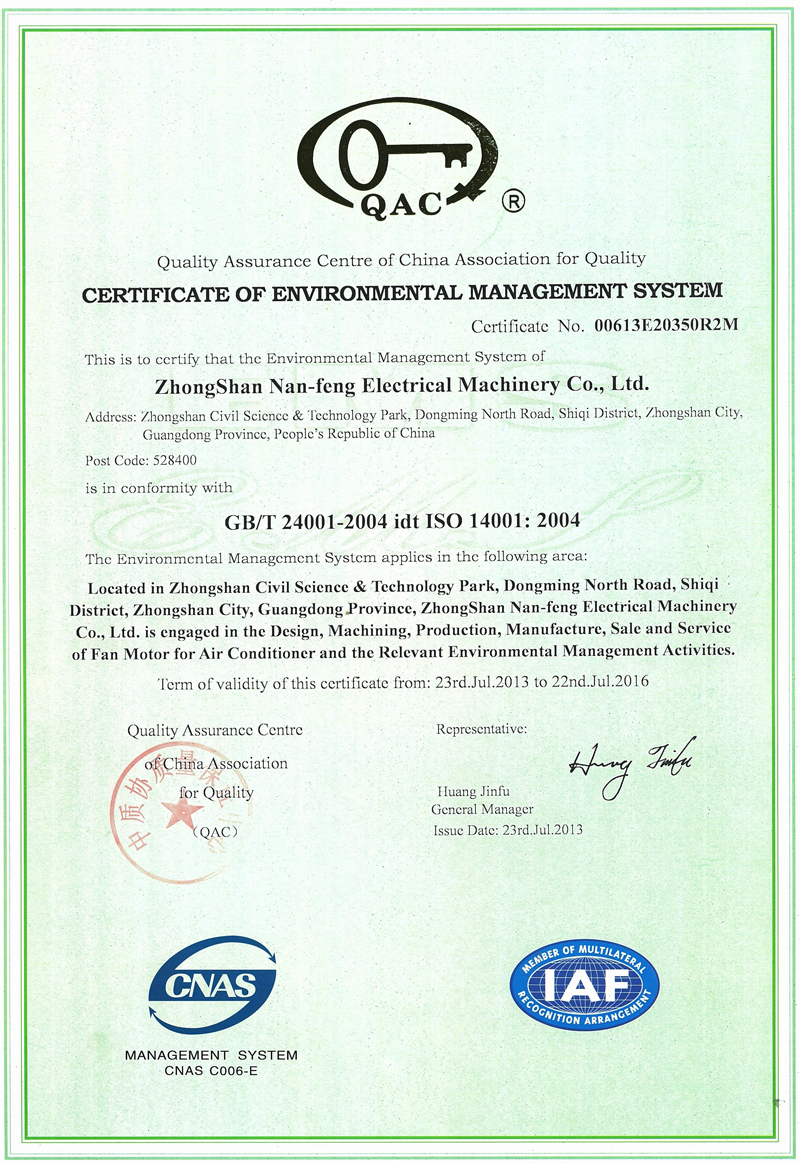 QAC
®
Quality Assurance Centre of China Association for Quality
CERTIFICATE OF ENVIRONMENTAL MANAGEMENT SYSTEM
Certificate No. 00613E20350R2M
This is to certify that the Environmental Management System of
ZhongShan Nan-feng Electrical Machinery Co., Ltd.
Address: Zhongshan Civil Science & Technology Park, Dongming North Road, Shiqi District, Zhongshan City,
Guangdong Province, People's Republic of China
Post Code: 528400
is in conformity with
GB/T 24001-2004 idt ISO 14001: 2004
The Environmental Management System applies in the following area:
Located in Zhongshan Civil Science & Technology Park, Dongming North Road, Shiqi
District, Zhongshan City, Guangdong Province, ZhongShan Nan-feng Electrical Machinery
Co., Ltd. is engaged in the Design, Machining, Production, Manufacture, Sale and Service
of Fan Motor for Air Conditioner and the Relevant Environmental Management Activities.
Term of validity of this certificate from: 23rd.Jul.2013 to 22nd.Jul.2016
Quality Assurance Centre
of China Association
for Quality
(QAC)
中质协质量保
Representative:
Huang Jinfu
Huang Jinfu
General Manager
Issue Date: 23rd.Jul.2013
CNAS
MANAGEMENT SYSTEM
CNAS C006-E
MEMBER OF MULTILATERAL
IAF
RECOGNITION ARRANGEMENT